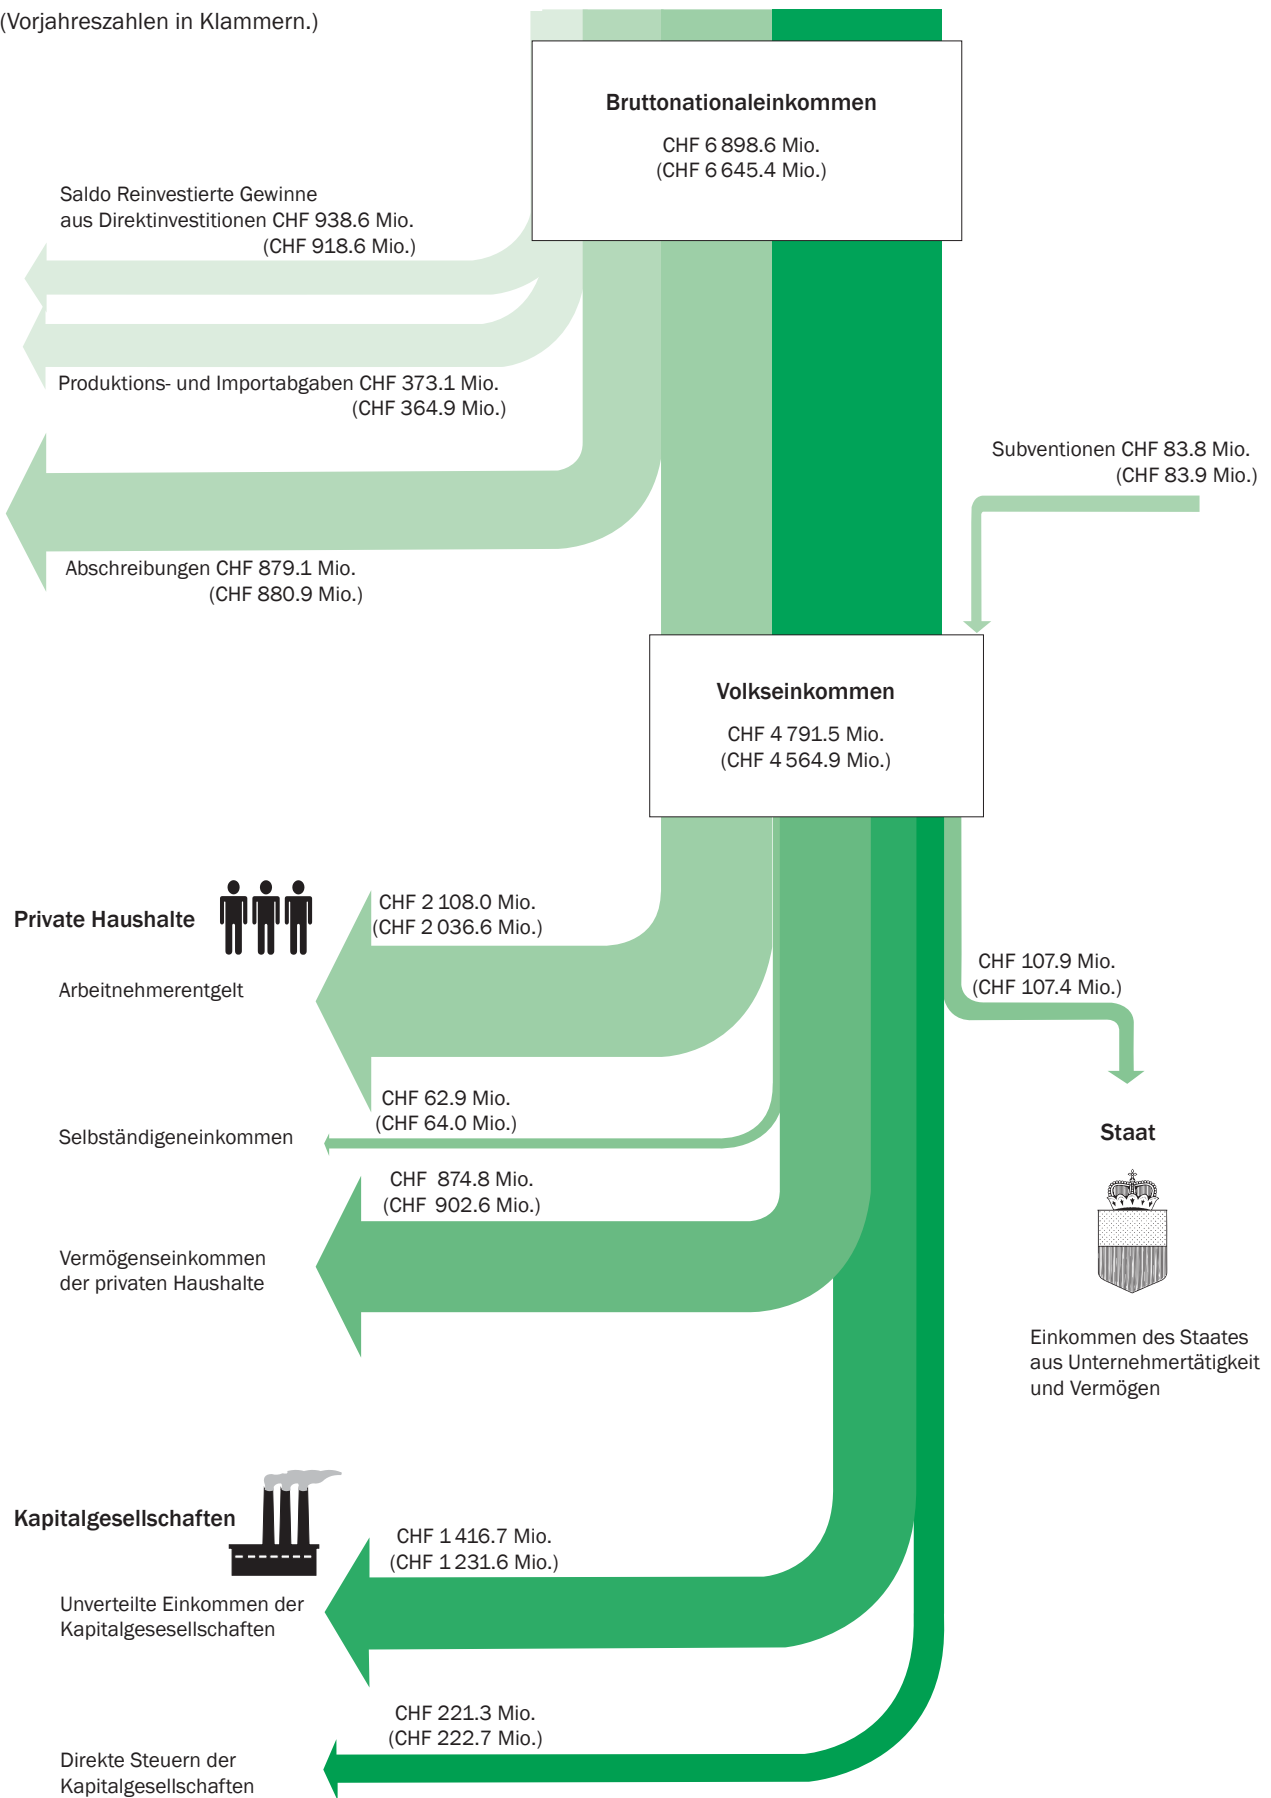 (Vorjahreszahlen in Klammern.)
Bruttonationaleinkommen
CHF 6 898.6 Mio.
(CHF 6 645.4 Mio.)
Saldo Reinvestierte Gewinne
aus Direktinvestitionen CHF 938.6 Mio.
(CHF 918.6 Mio.)
Produktions- und Importabgaben CHF 373.1 Mio.
(CHF 364.9 Mio.)
Subventionen CHF 83.8 Mio.
(CHF 83.9 Mio.)
Abschreibungen CHF 879.1 Mio.
(CHF 880.9 Mio.)
Volkseinkommen
CHF 4 791.5 Mio.
(CHF 4 564.9 Mio.)
Private Haushalte
CHF 2 108.0 Mio.
(CHF 2 036.6 Mio.)
Arbeitnehmerentgelt
CHF 107.9 Mio.
(CHF 107.4 Mio.)
CHF 62.9 Mio.
(CHF 64.0 Mio.)
Selbständigeneinkommen
Staat
CHF 874.8 Mio.
(CHF 902.6 Mio.)
Vermögenseinkommen
der privaten Haushalte
Einkommen des Staates
aus Unternehmertätigkeit
und Vermögen
Kapitalgesellschaften
CHF 1 416.7 Mio.
(CHF 1 231.6 Mio.)
Unverteilte Einkommen der
Kapitalgesesellschaften
CHF 221.3 Mio.
(CHF 222.7 Mio.)
Direkte Steuern der
Kapitalgesellschaften